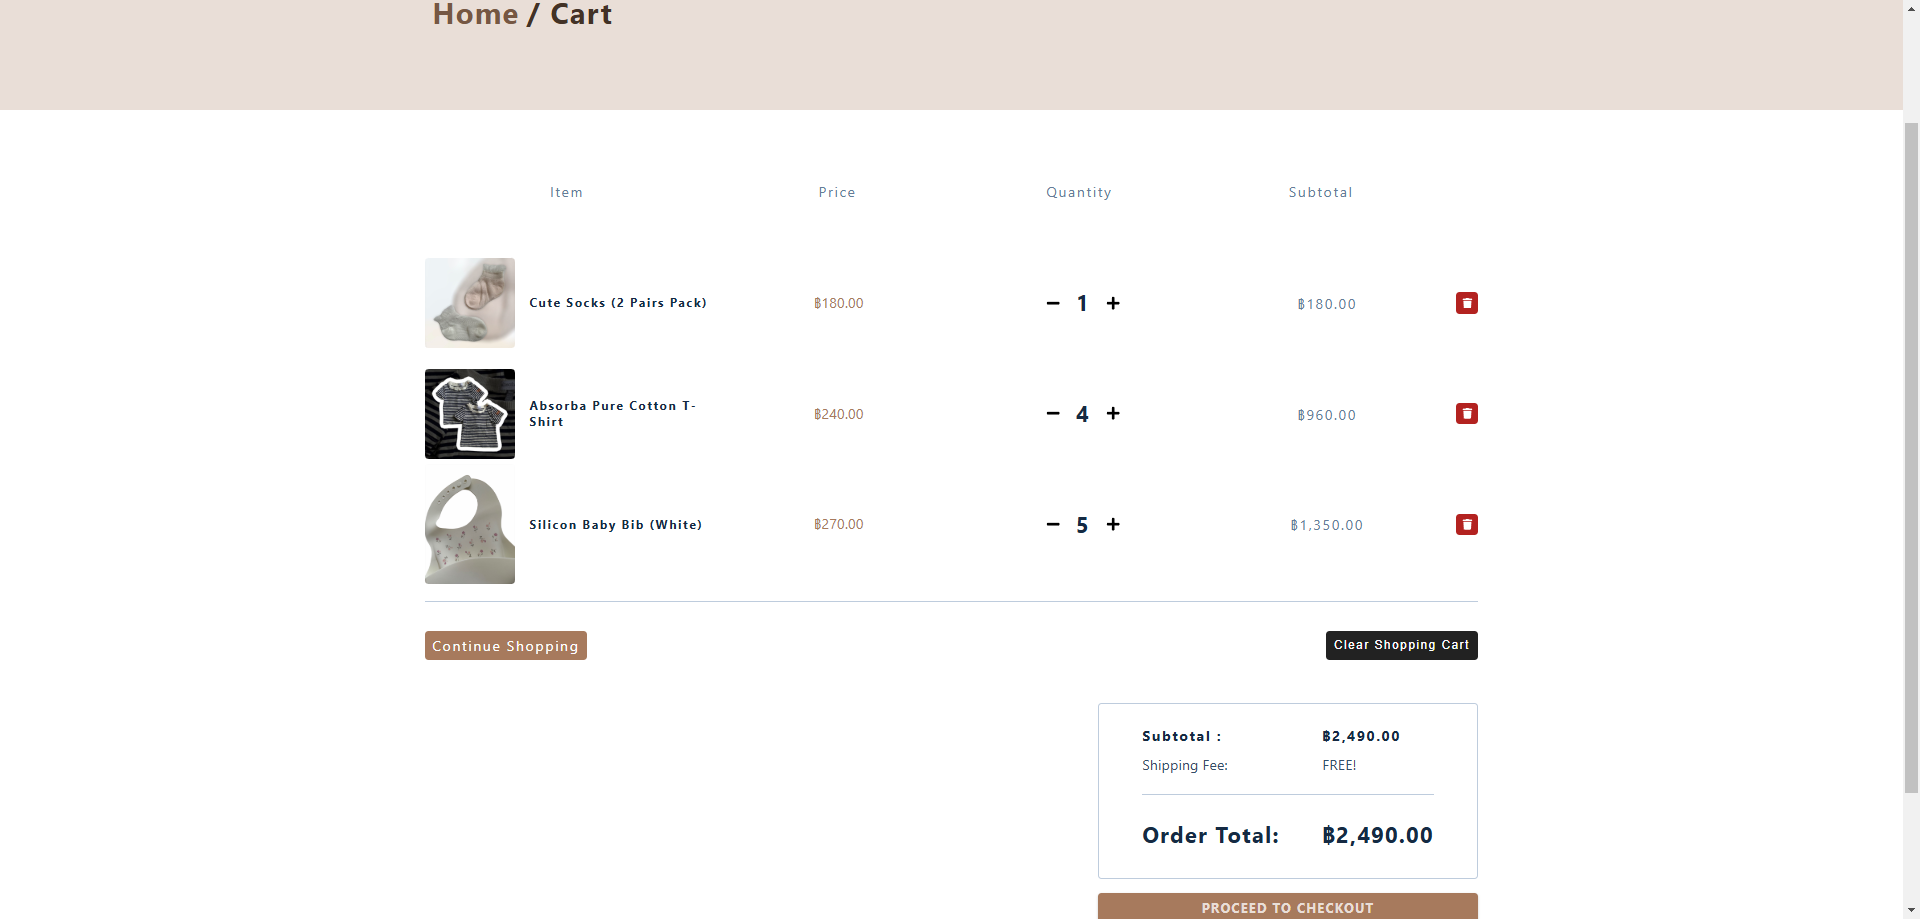 Home / Cart
Item Price Quantity Subtotal
Cute Socks (2 Pairs Pack) ฿180.00 1 ฿180.00
Absorba Pure Cotton T-
Shirt ฿240.00 4 ฿960.00
Silicon Baby Bib (White) ฿270.00 5 ฿1,350.00
Continue Shopping Clear Shopping Cart
Subtotal : ฿2,490.00
Shipping Fee: FREE!
Order Total: ฿2,490.00
PROCEED TO CHECKOUT